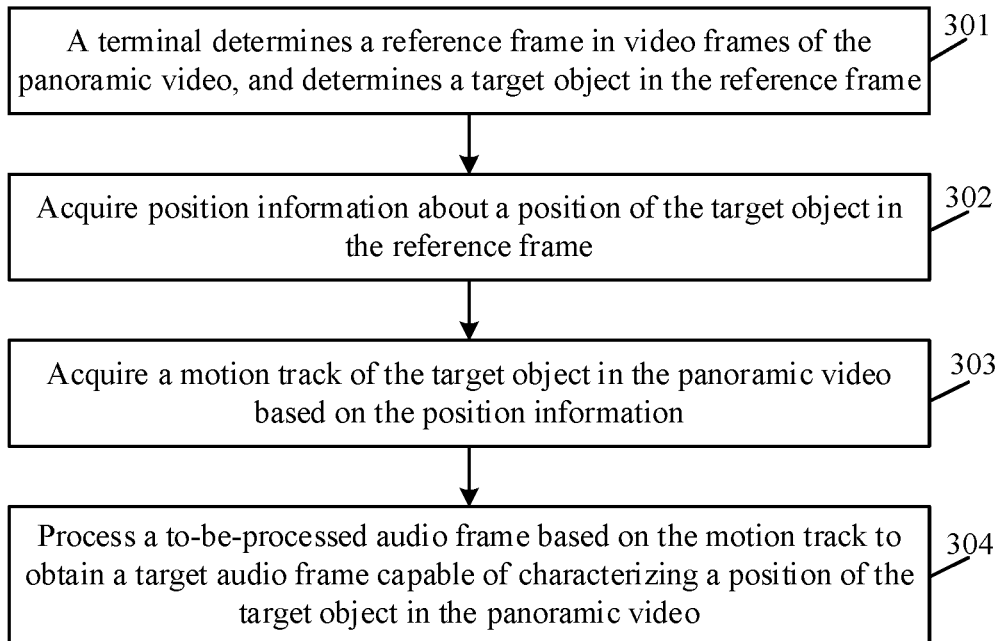 A terminal determines a reference frame in video frames of the
panoramic video, and determines a target object in the reference frame
301
Acquire position information about a position of the target object in
the reference frame
302
Acquire a motion track of the target object in the panoramic video
based on the position information
303
Process a to-be-processed audio frame based on the motion track to
obtain a target audio frame capable of characterizing a position of the
target object in the panoramic video
304